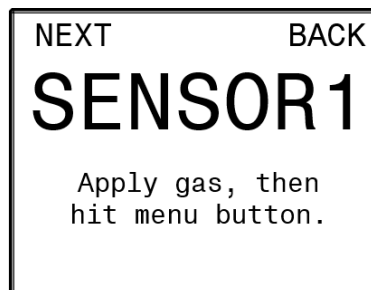 NEXT BACK
SENSOR1
Apply gas, then
hit menu button.